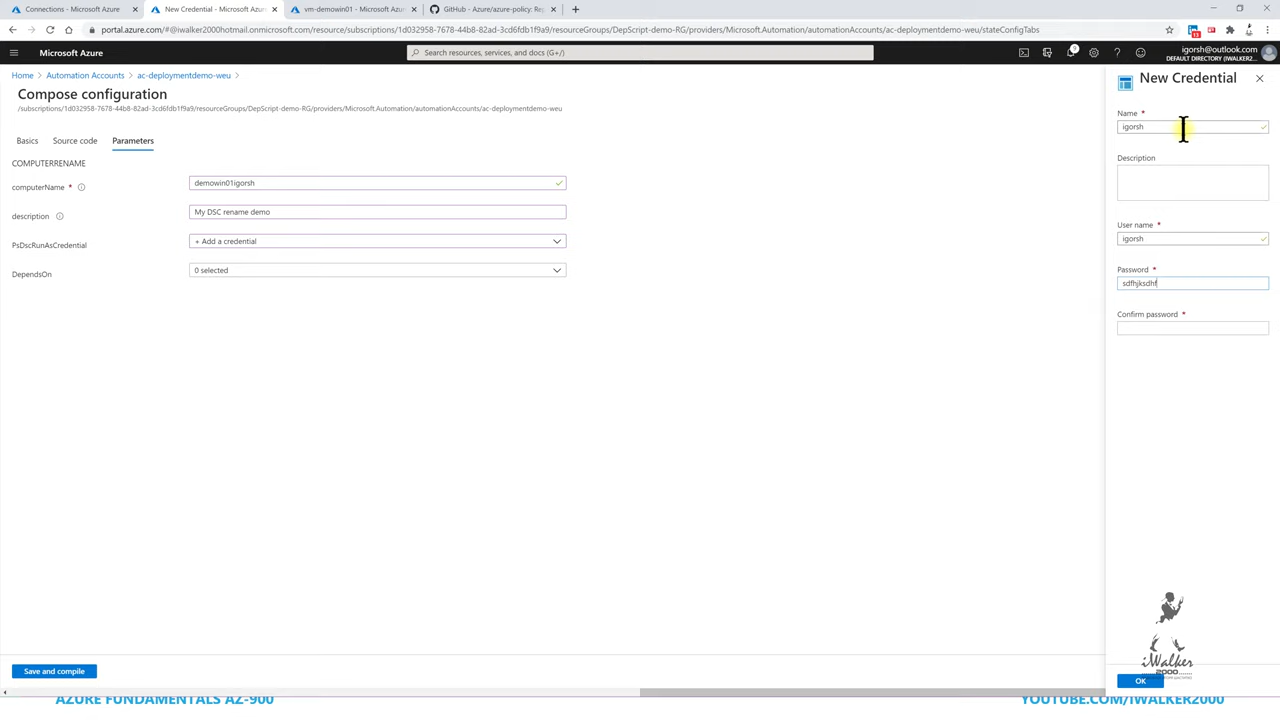 Connections - Microsoft Azure
New Credential - Microsoft Azure
vm-demowin01 - Microsoft Azure
GitHub - Azure/azure-policy: Re
portal.azure.com/#@iwalker2000hotmail.onmicrosoft.com/resource/subscriptions/1d032958-7678-44b8-82ad-3cd6fdb1f9a9/resourceGroups/DepScript-demo-RG/providers/Microsoft.Automation/automationAccounts/ac-deploymentdemo-weu/stateConfigTabs
Microsoft Azure
Search resources, services, and docs (G+/)
igorsh@outlook.com
DEFAULT DIRECTORY (IWALKER2...
Home > Automation Accounts > ac-deploymentdemo-weu >
Compose configuration
/subscriptions/1d032958-7678-44b8-82ad-3cd6fdb1f9a9/resourceGroups/DepScript-demo-RG/providers/Microsoft.Automation/automationAccounts/ac-deploymentdemo-weu
Basics Source code Parameters
COMPUTERRENAME
computerName * demowin01igorsh
description My DSC rename demo
PsDscRunAsCredential + Add a credential
DependsOn 0 selected
Save and compile
New Credential
Name *
igorsh
Description
User name *
igorsh
Password *
sdfhjksdhf
Confirm password *
iWalker
2000
OK
AZURE FUNDAMENTALS AZ-900
YOUTUBE.COM/IWALKER2000